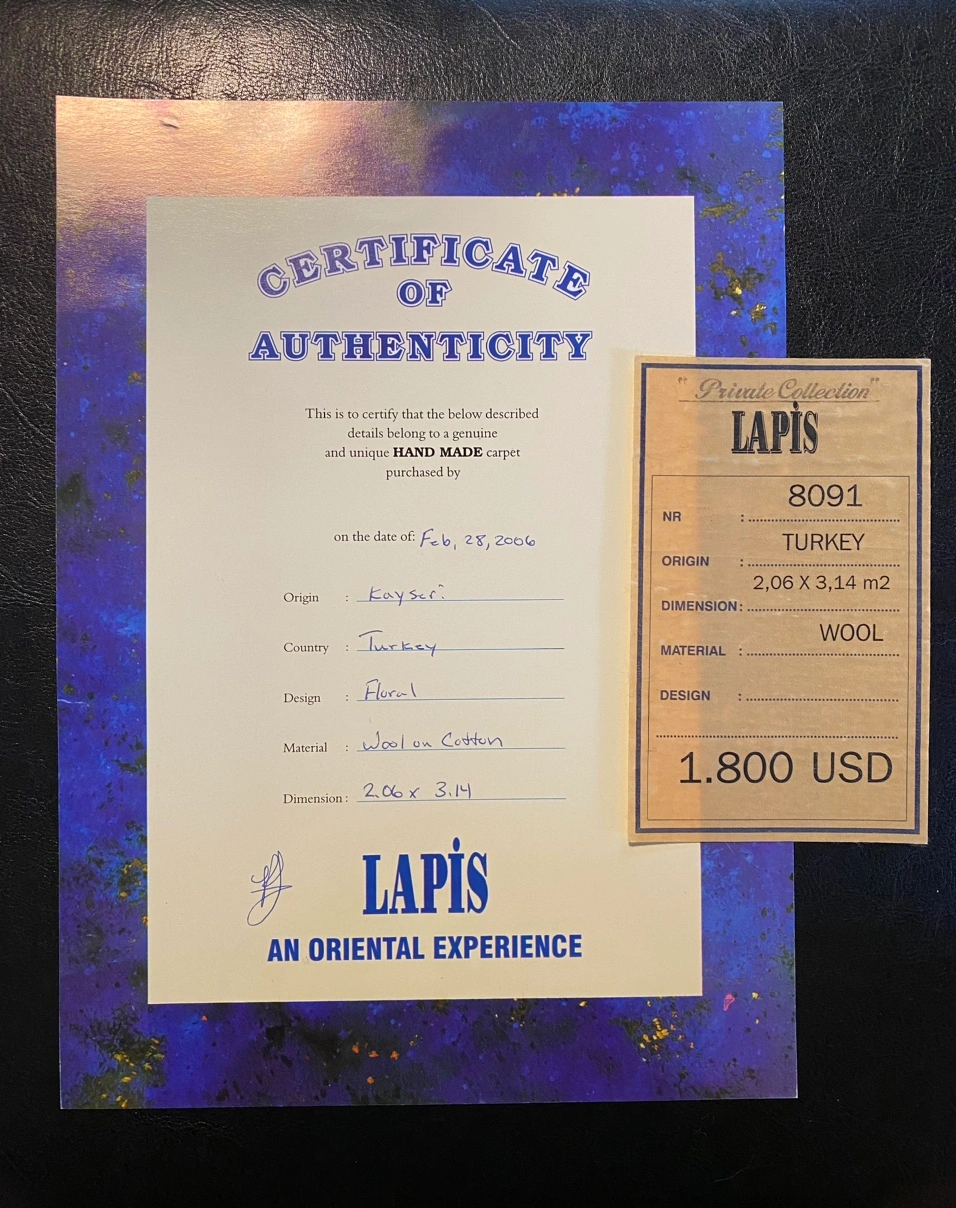 CERTIFICATE
OF
AUTHENTICITY
This is to certify that the below described
details belong to a genuine
and unique HAND MADE carpet
purchased by
on the date of: Feb, 28, 2006
Origin : Kayseri
Country : Turkey
Design : Floral
Material : Wool on Cotton
Dimension : 2.06 x 3.14
LAPİS
AN ORIENTAL EXPERIENCE
"Private Collection"
LAPİS
NR : 8091
ORIGIN : TURKEY
DIMENSION : 2,06 X 3,14 m2
MATERIAL : WOOL
DESIGN :
1.800 USD